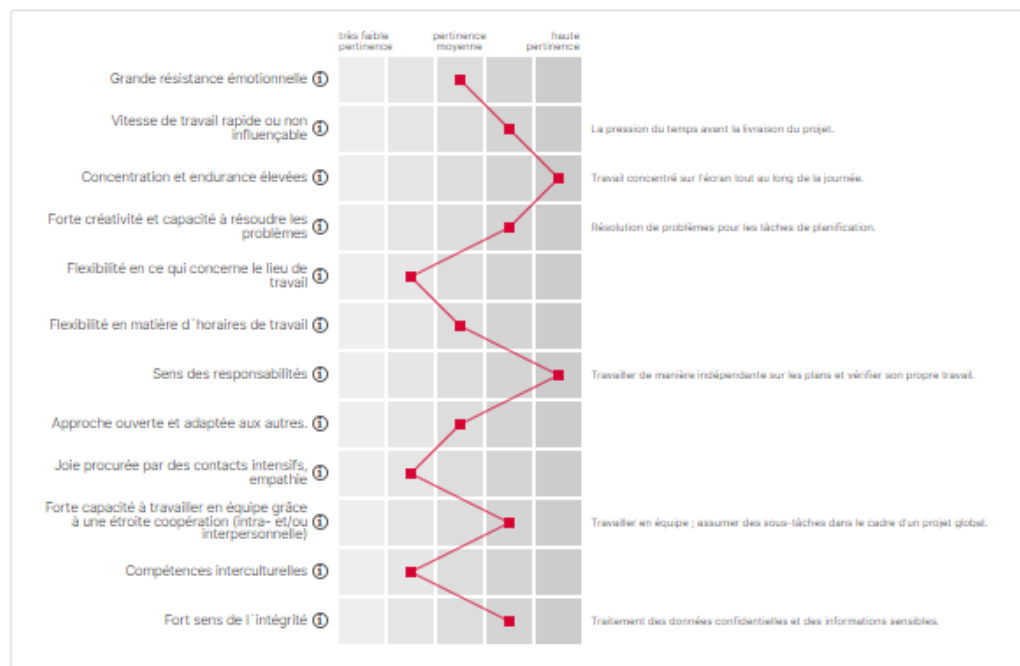 très faible pertinence
pertinence moyenne
haute pertinence
Grande résistance émotionnelle
Vitesse de travail rapide ou non
influençable
La pression du temps avant la livraison du projet.
Concentration et endurance élevées
Travail concentré sur l'écran tout au long de la journée.
Forte créativité et capacité à résoudre les
problèmes
Résolution de problèmes pour les tâches de planification.
Flexibilité en ce qui concerne le lieu de
travail
Flexibilité en matière d`horaires de travail
Sens des responsabilités
Travailler de manière indépendante sur les plans et vérifier son propre travail.
Approche ouverte et adaptée aux autres.
Joie procurée par des contacts intensifs,
empathie
Forte capacité à travailler en équipe grâce
à une étroite coopération (intra- et/ou
interpersonnelle)
Travailler en équipe ; assumer des sous-tâches dans le cadre d'un projet global.
Compétences interculturelles
Fort sens de l`intégrité
Traitement des données confidentielles et des informations sensibles.